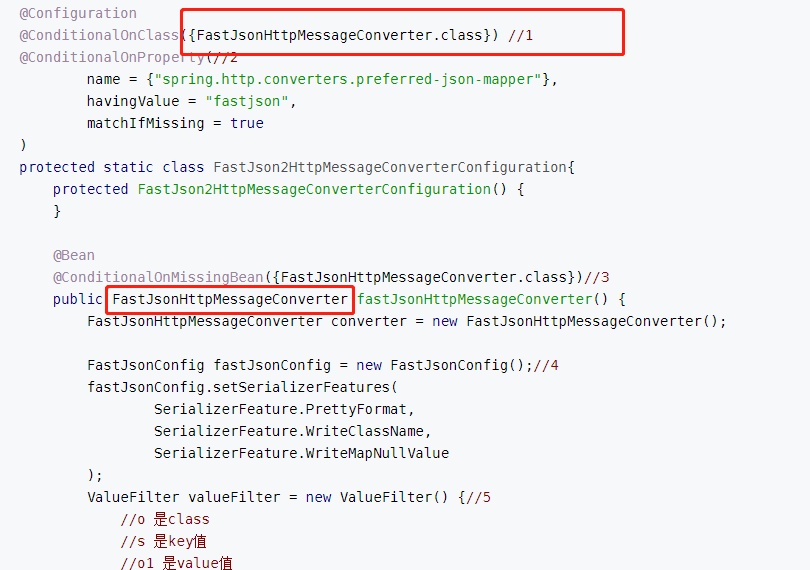 @Configuration
@ConditionalOnClass({FastJsonHttpMessageConverter.class}) //1
@ConditionalOnProperty(//2
name = {"spring.http.converters.preferred-json-mapper"},
havingValue = "fastjson",
matchIfMissing = true
)
protected static class FastJson2HttpMessageConverterConfiguration{
protected FastJson2HttpMessageConverterConfiguration() {
}
@Bean
@ConditionalOnMissingBean({FastJsonHttpMessageConverter.class})//3
public FastJsonHttpMessageConverter fastJsonHttpMessageConverter() {
FastJsonHttpMessageConverter converter = new FastJsonHttpMessageConverter();
FastJsonConfig fastJsonConfig = new FastJsonConfig();//4
fastJsonConfig.setSerializerFeatures(
SerializerFeature.PrettyFormat,
SerializerFeature.WriteClassName,
SerializerFeature.WriteMapNullValue
);
ValueFilter valueFilter = new ValueFilter() {//5
//o 是class
//s 是key值
//o1 是value值